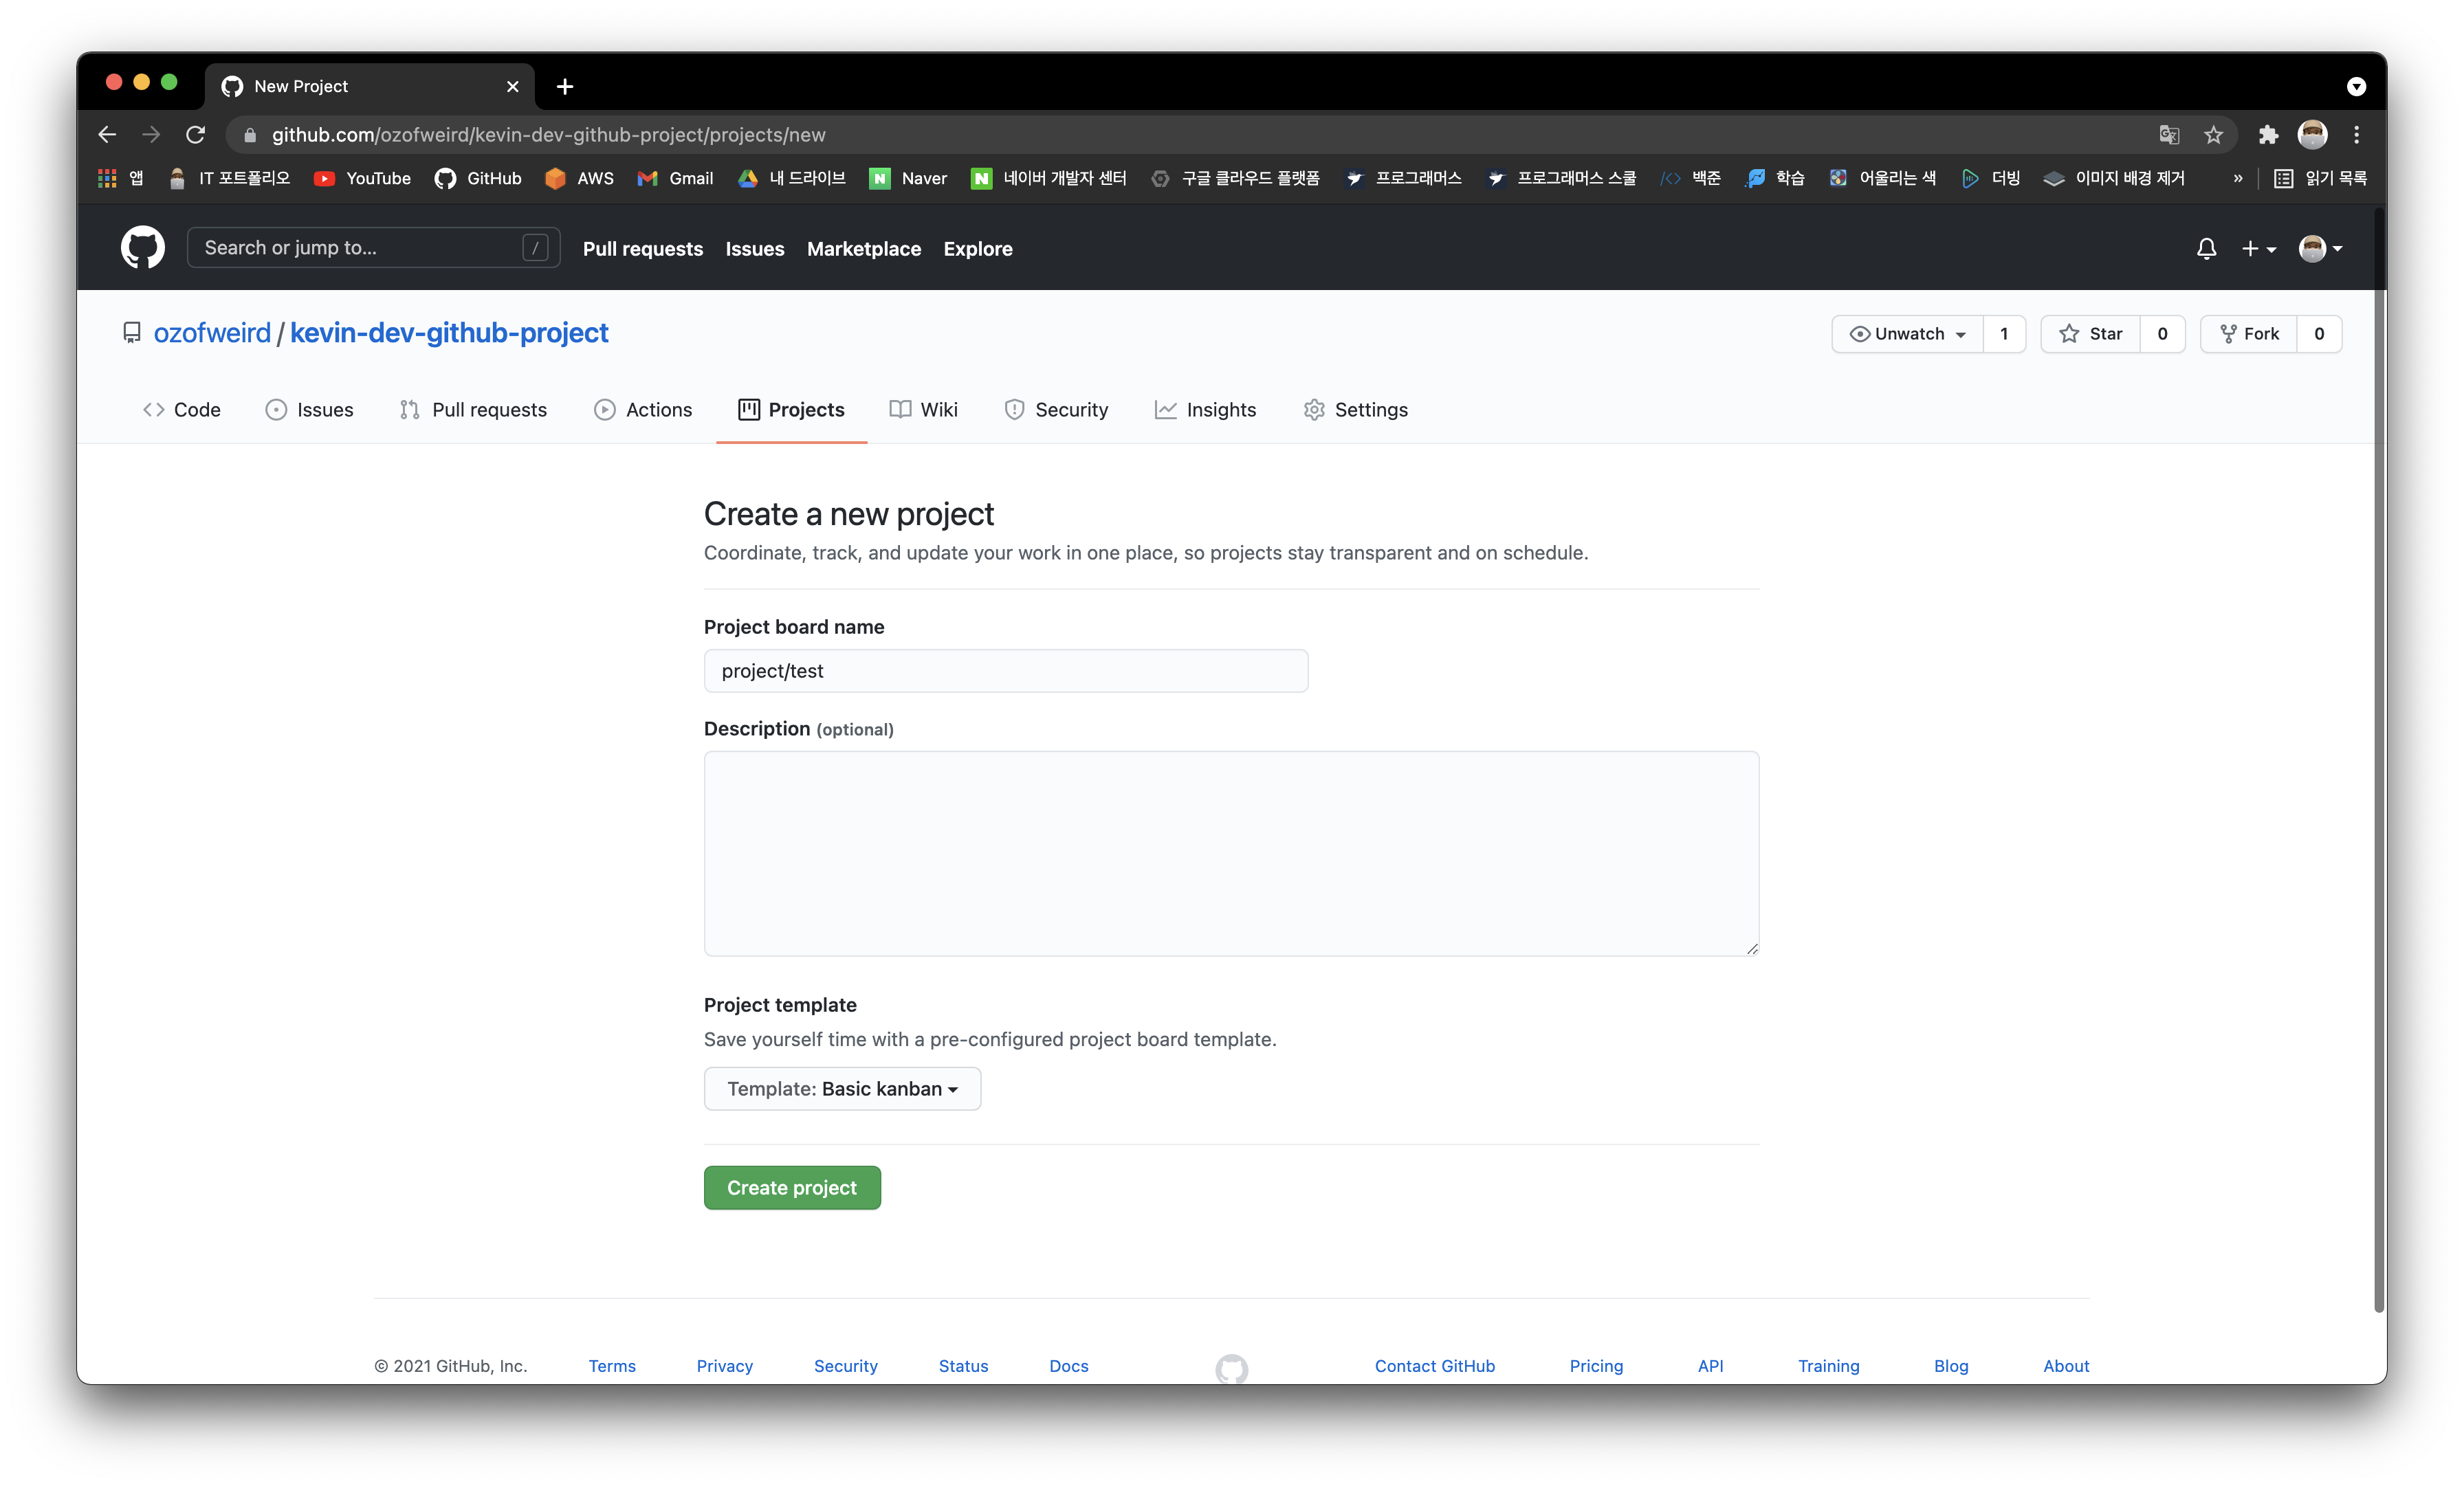 New Project
github.com/ozofweird/kevin-dev-github-project/projects/new
앱 IT 포트폴리오 YouTube GitHub AWS Gmail 내 드라이브 Naver 네이버 개발자 센터 구글 클라우드 플랫폼 프로그래머스 프로그래머스 스쿨 백준 학습 어울리는 색 더빙 이미지 배경 제거 » 읽기 목록
Search or jump to... / Pull requests Issues Marketplace Explore
ozofweird / kevin-dev-github-project Unwatch 1 Star 0 Fork 0
Code Issues Pull requests Actions Projects Wiki Security Insights Settings
Create a new project
Coordinate, track, and update your work in one place, so projects stay transparent and on schedule.
Project board name
project/test
Description (optional)
Project template
Save yourself time with a pre-configured project board template.
Template: Basic kanban
Create project
© 2021 GitHub, Inc. Terms Privacy Security Status Docs Contact GitHub Pricing API Training Blog About